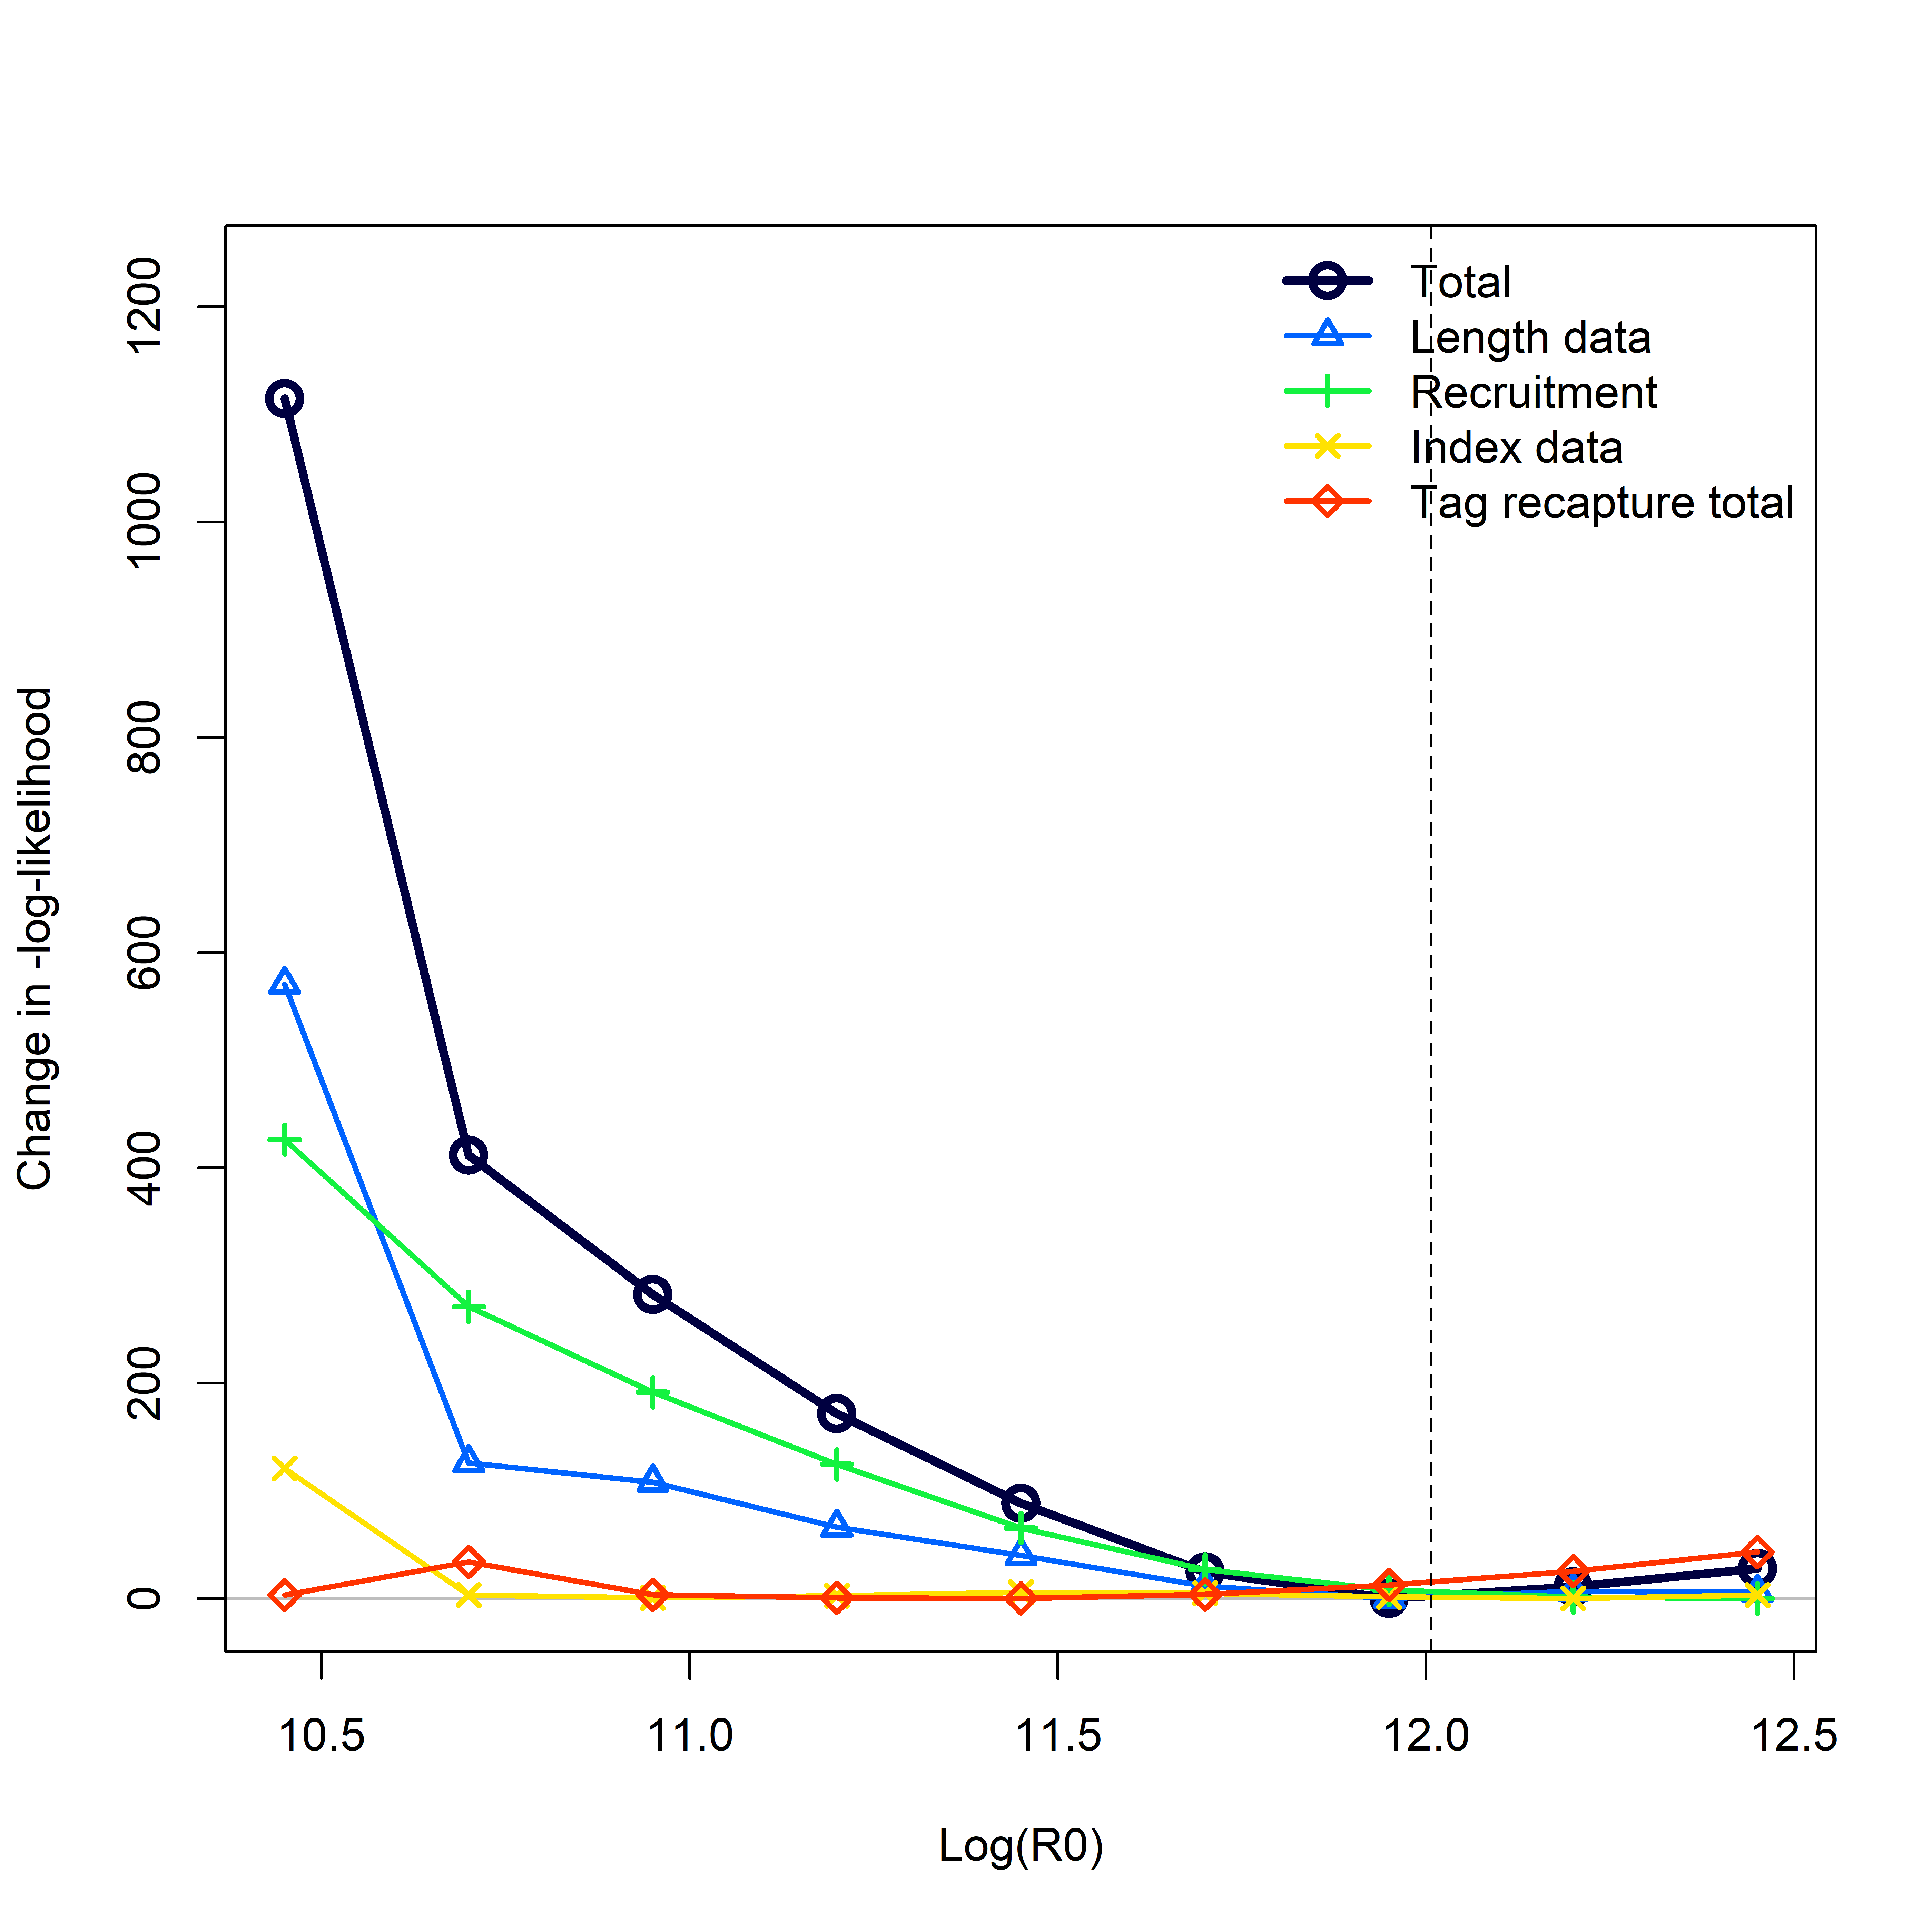 Total
Length data
Recruitment
Index data
Tag recapture total
1200
1000
800
600
400
200
0
Change in -log-likelihood
10.5 11.0 11.5 12.0 12.5
Log(R0)